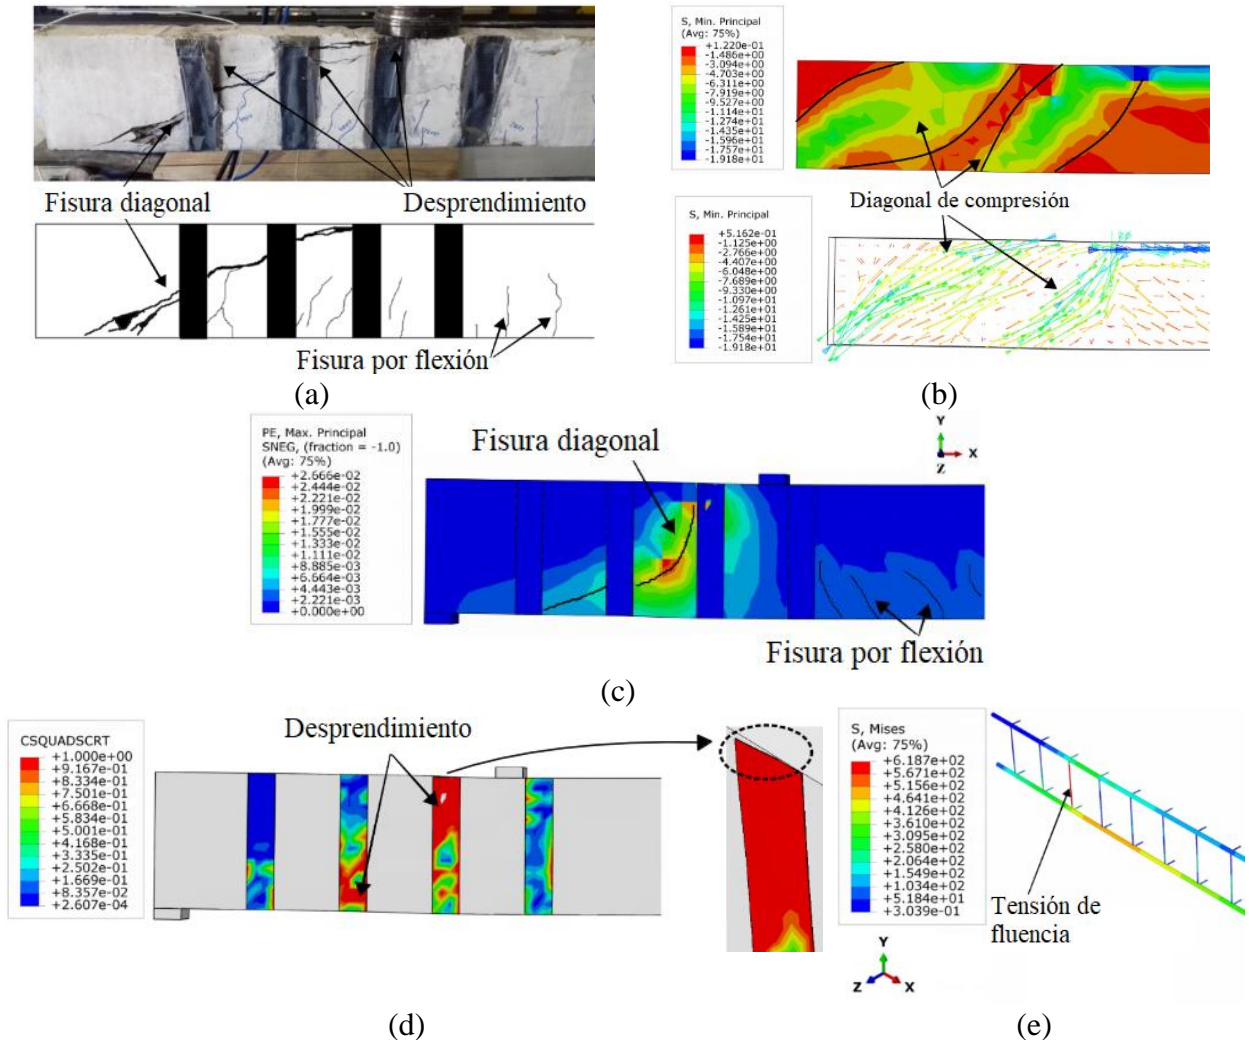 Fisura diagonal
Desprendimiento
Fisura por flexión
(a)
S, Min. Principal
(Avg: 75%)
+1.220e-01
-1.486e+00
-3.094e+00
-4.703e+00
-6.311e+00
-7.919e+00
-9.527e+00
-1.114e+01
-1.274e+01
-1.435e+01
-1.596e+01
-1.757e+01
-1.918e+01
Diagonal de compresión
S, Min. Principal
+5.162e-01
-1.125e+00
-2.766e+00
-4.407e+00
-6.048e+00
-7.689e+00
-9.330e+00
-1.097e+01
-1.261e+01
-1.425e+01
-1.589e+01
-1.754e+01
-1.918e+01
(b)
PE, Max. Principal
SNEG, (fraction = -1.0)
(Avg: 75%)
+2.666e-02
+2.444e-02
+2.221e-02
+1.999e-02
+1.777e-02
+1.555e-02
+1.333e-02
+1.111e-02
+8.885e-03
+6.664e-03
+4.443e-03
+2.221e-03
+0.000e+00
Fisura diagonal
Y
X
Z
Fisura por flexión
(c)
CSQUADSCRT
+1.000e+00
+9.167e-01
+8.334e-01
+7.501e-01
+6.668e-01
+5.834e-01
+5.001e-01
+4.168e-01
+3.335e-01
+2.502e-01
+1.669e-01
+8.357e-02
+2.607e-04
Desprendimiento
(d)
S, Mises
(Avg: 75%)
+6.187e+02
+5.671e+02
+5.156e+02
+4.641e+02
+4.126e+02
+3.610e+02
+3.095e+02
+2.580e+02
+2.064e+02
+1.549e+02
+1.034e+02
+5.184e+01
+3.039e-01
Tensión de
fluencia
Y
Z
X
(e)